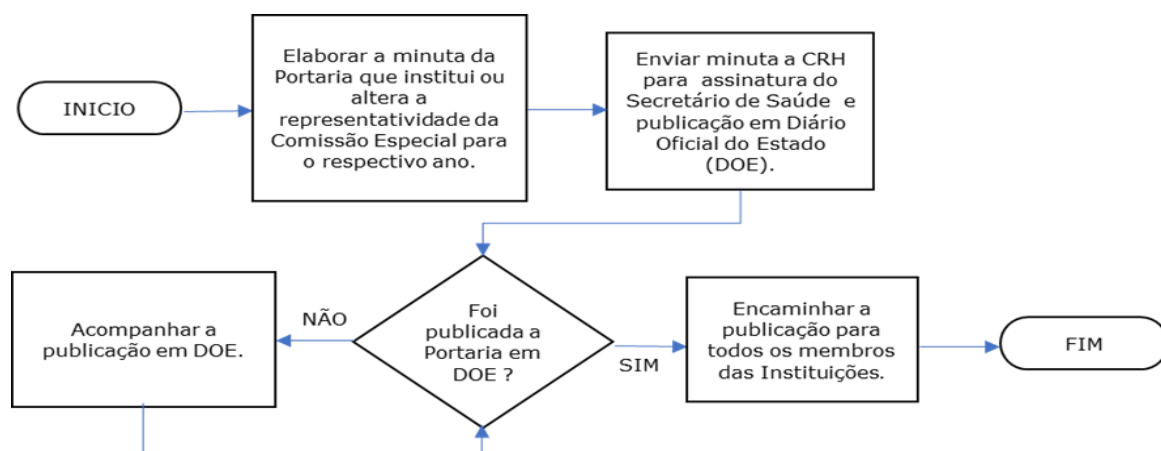 INICIO
Elaborar a minuta da
Portaria que institui ou
altera a
representatividade da
Comissão Especial para
o respectivo ano.
Enviar minuta a CRH
para assinatura do
Secretário de Saúde e
publicação em Diário
Oficial do Estado
(DOE).
Acompanhar a
publicação em DOE.
NÃO
Foi
publicada a
Portaria em
DOE ?
SIM
Encaminhar a
publicação para
todos os membros
das Instituições.
FIM